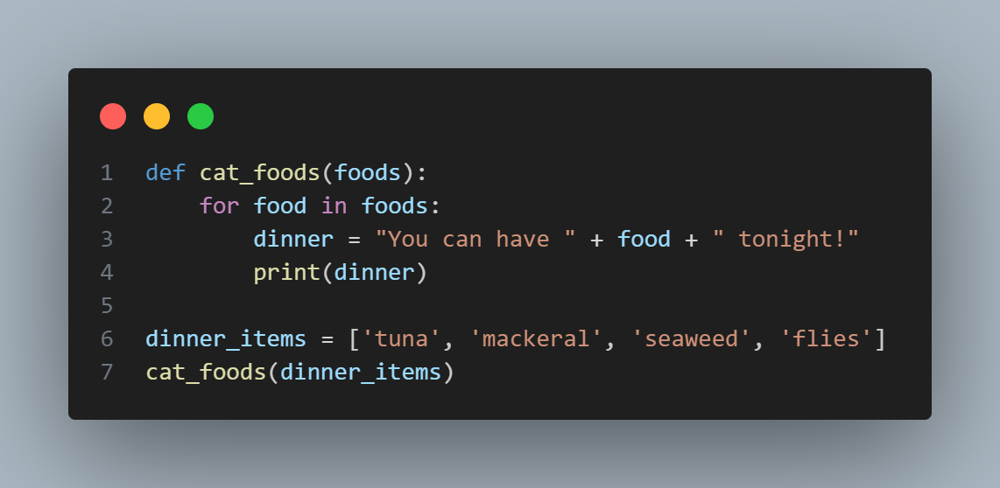 1 def cat_foods(foods):
2     for food in foods:
3         dinner = "You can have " + food + " tonight!"
4         print(dinner)
5
6 dinner_items = ['tuna', 'mackeral', 'seaweed', 'flies']
7 cat_foods(dinner_items)